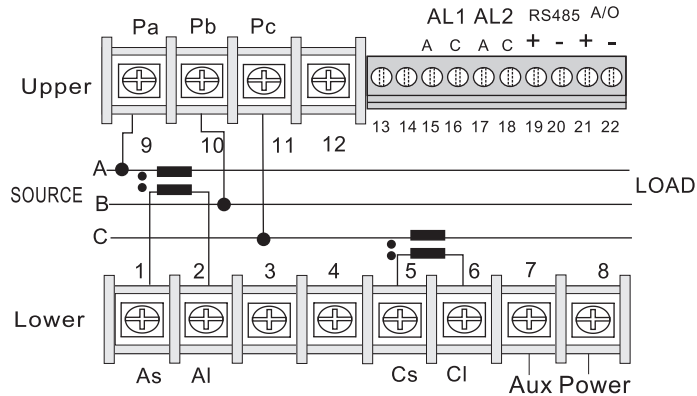 Pa Pb Pc AL1 AL2 RS485 A/O
A C A C + - + -
Upper
9 10 11 12 13 14 15 16 17 18 19 20 21 22
A
SOURCE B LOAD
C
1 2 3 4 5 6 7 8
Lower
As Al Cs Cl Aux Power